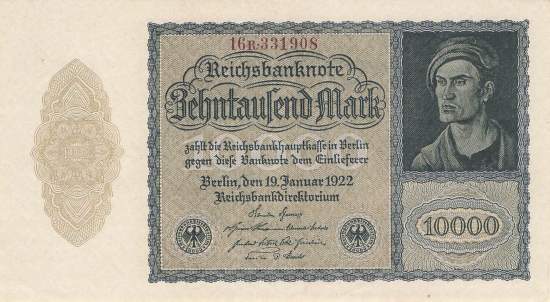 16R·331908
Reichsbanknote
Zehntausend Mark
zahlt die Reichsbankhauptkasse in Berlin
gegen diese Banknote dem Einlieferer
Berlin, den 19. Januar 1922
Reichsbankdirektorium
10000